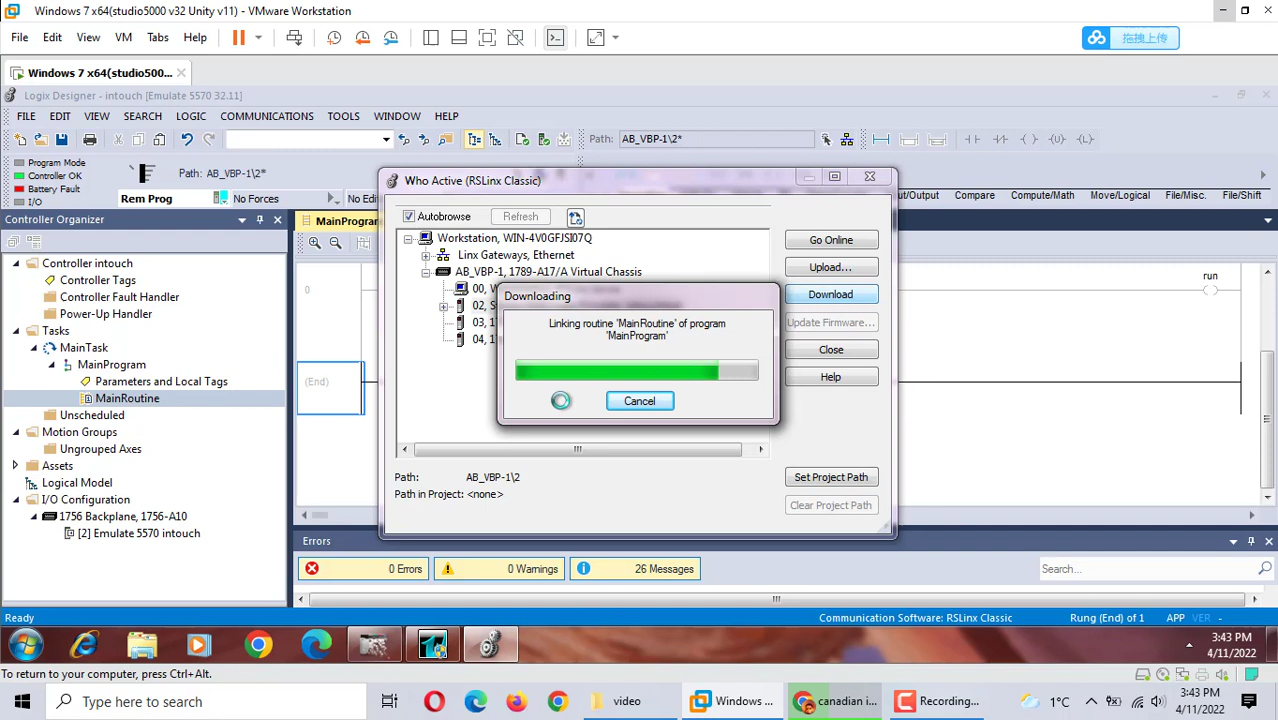 Windows 7 x64(studio5000 v32 Unity v11) - VMware Workstation
File Edit View VM Tabs Help
拖拽上传
Windows 7 x64(studio500...
Logix Designer - intouch [Emulate 5570 32.11]
FILE EDIT VIEW SEARCH LOGIC COMMUNICATIONS TOOLS WINDOW HELP
Path: AB_VBP-1\2*
Program Mode
Controller OK
Battery Fault
I/O
Path: AB_VBP-1\2*
Rem Prog No Forces No Edi
Compare Compute/Math Move/Logical File/Misc. File/Shift
Controller Organizer
MainProgram
Controller intouch
Controller Tags
Controller Fault Handler
Power-Up Handler
Tasks
MainTask
MainProgram
Parameters and Local Tags
MainRoutine
Unscheduled
Motion Groups
Ungrouped Axes
Assets
Logical Model
I/O Configuration
1756 Backplane, 1756-A10
[2] Emulate 5570 intouch
0
(End)
run
Who Active (RSLinx Classic)
Autobrowse Refresh
Workstation, WIN-4V0GFJSI07Q
Linx Gateways, Ethernet
AB_VBP-1, 1789-A17/A Virtual Chassis
00,
02,
03,
04,
Go Online
Upload...
Download
Update Firmware...
Close
Help
Set Project Path
Clear Project Path
Path: AB_VBP-1\2
Path in Project: <none>
Downloading
Linking routine 'MainRoutine' of program
'MainProgram'
Cancel
Errors
0 Errors 0 Warnings 26 Messages
Search...
Ready
Communication Software: RSLinx Classic Rung (End) of 1 APP VER
3:43 PM
4/11/2022
To return to your computer, press Ctrl+Alt.
Type here to search
video
Windows ...
canadian i...
Recording...
1°C
3:43 PM
4/11/2022